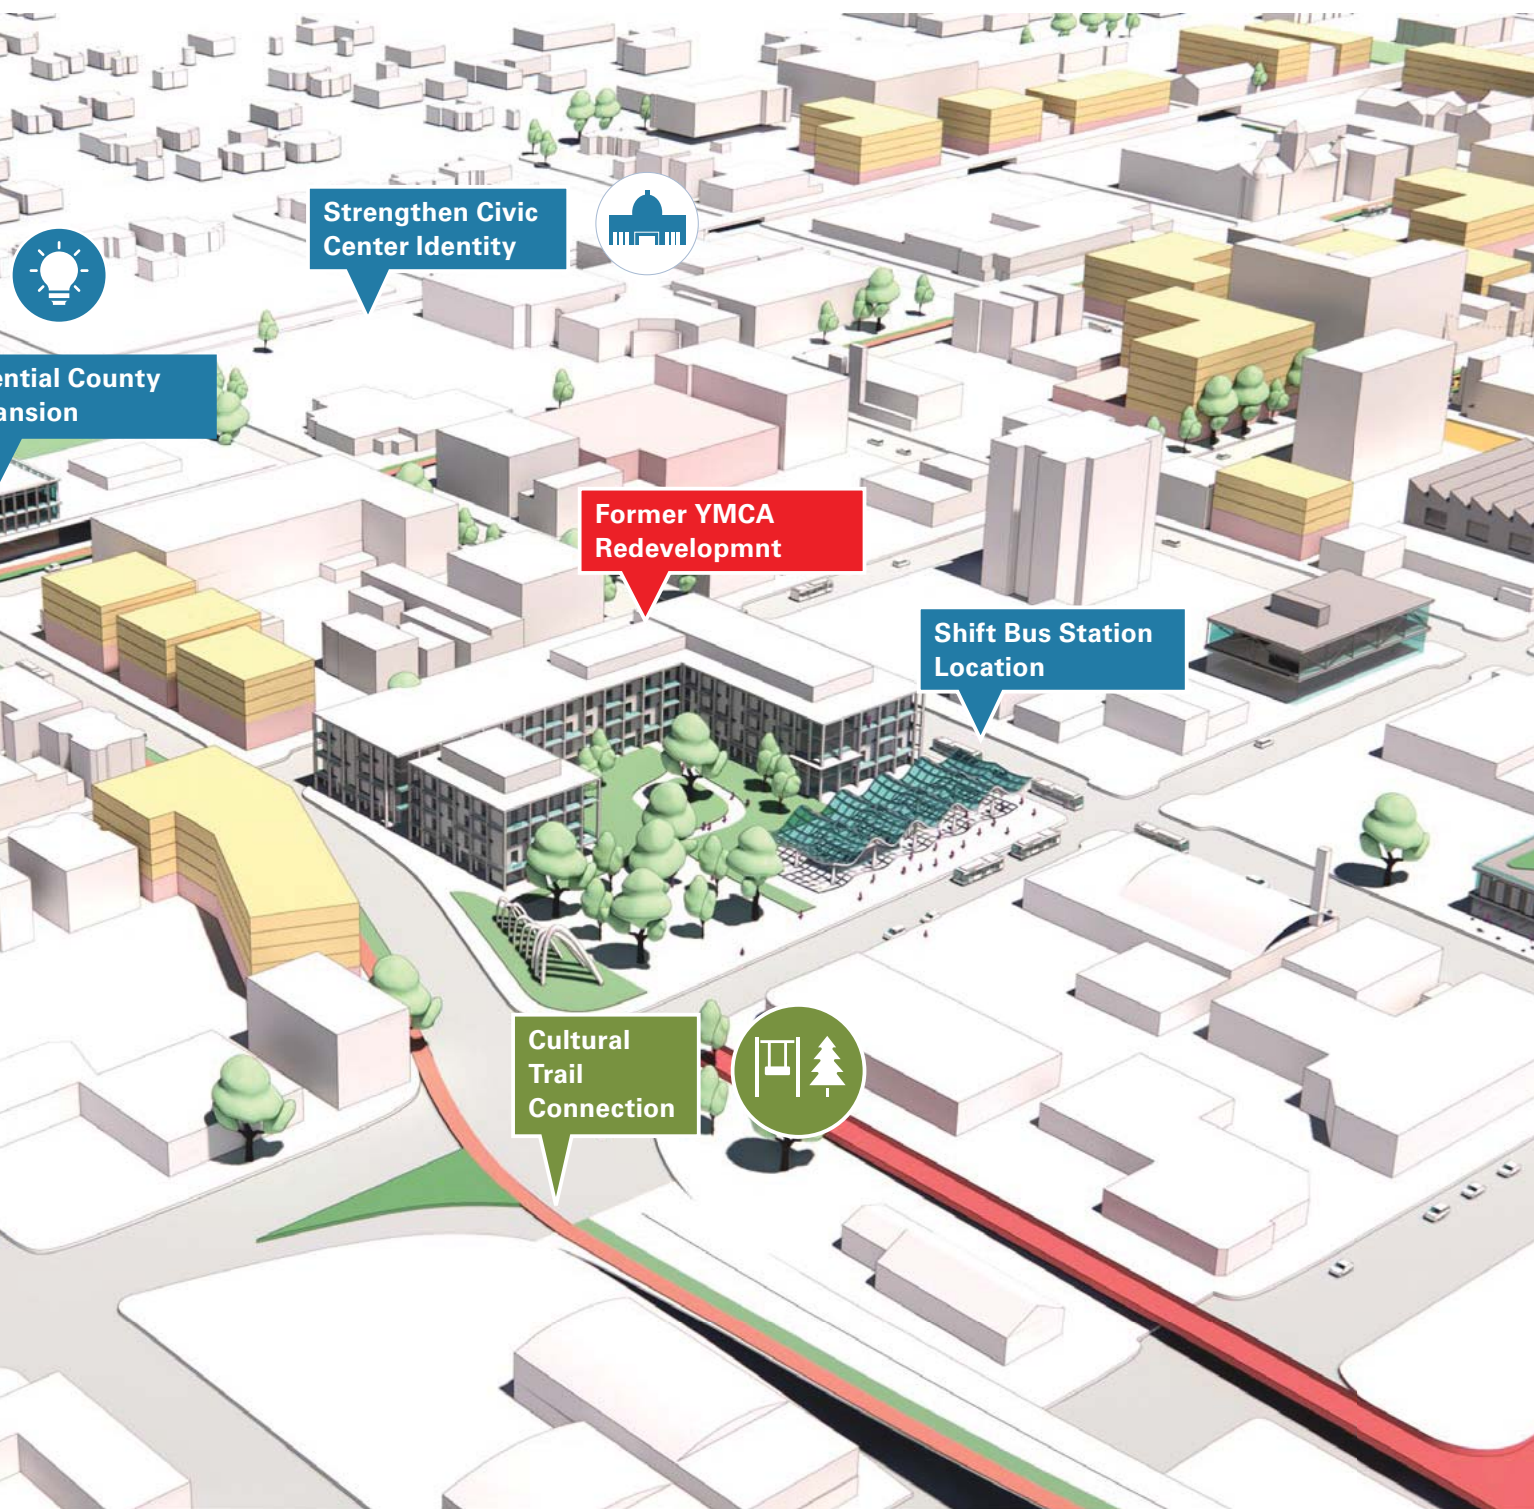 Strengthen Civic
Center Identity
ential County
ansion
Former YMCA
Redevelopmnt
Shift Bus Station
Location
Cultural
Trail
Connection